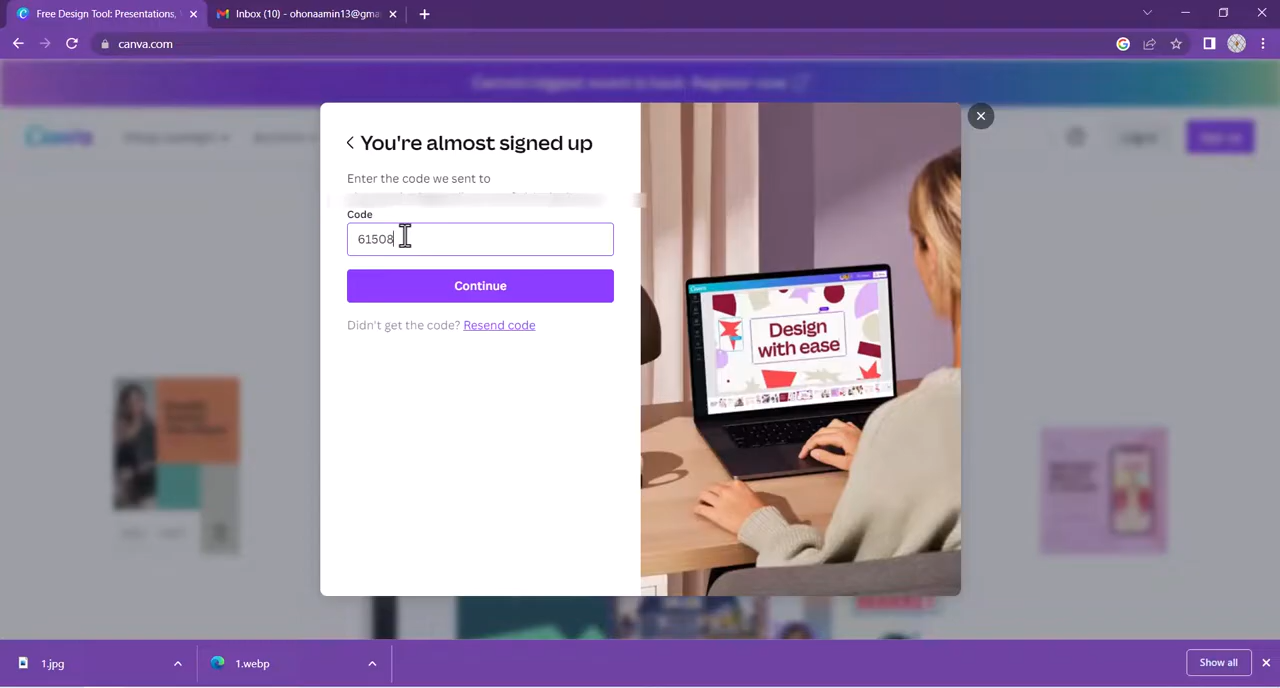 Free Design Tool: Presentations,
Inbox (10) - ohonaamin13@gma
canva.com
You're almost signed up
Enter the code we sent to
Code
61508
Continue
Didn't get the code? Resend code
Design
with ease
1.jpg
1.webp
Show all